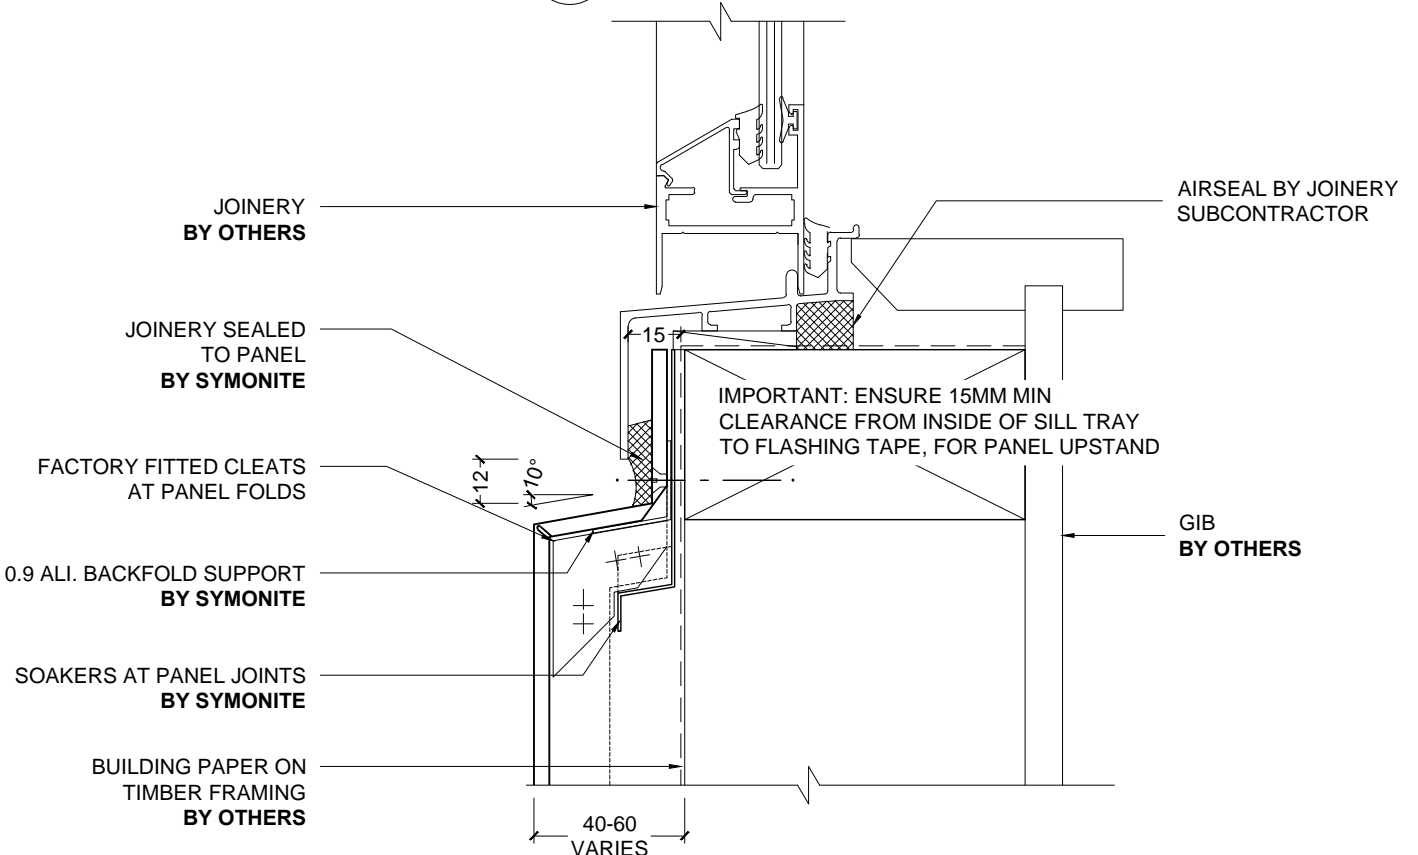 JOINERY
BY OTHERS
JOINERY SEALED
TO PANEL
BY SYMONITE
FACTORY FITTED CLEATS
AT PANEL FOLDS
0.9 ALI. BACKFOLD SUPPORT
BY SYMONITE
SOAKERS AT PANEL JOINTS
BY SYMONITE
BUILDING PAPER ON
TIMBER FRAMING
BY OTHERS
12
10°
15
40-60
VARIES
IMPORTANT: ENSURE 15MM MIN
CLEARANCE FROM INSIDE OF SILL TRAY
TO FLASHING TAPE, FOR PANEL UPSTAND
AIRSEAL BY JOINERY
SUBCONTRACTOR
GIB
BY OTHERS